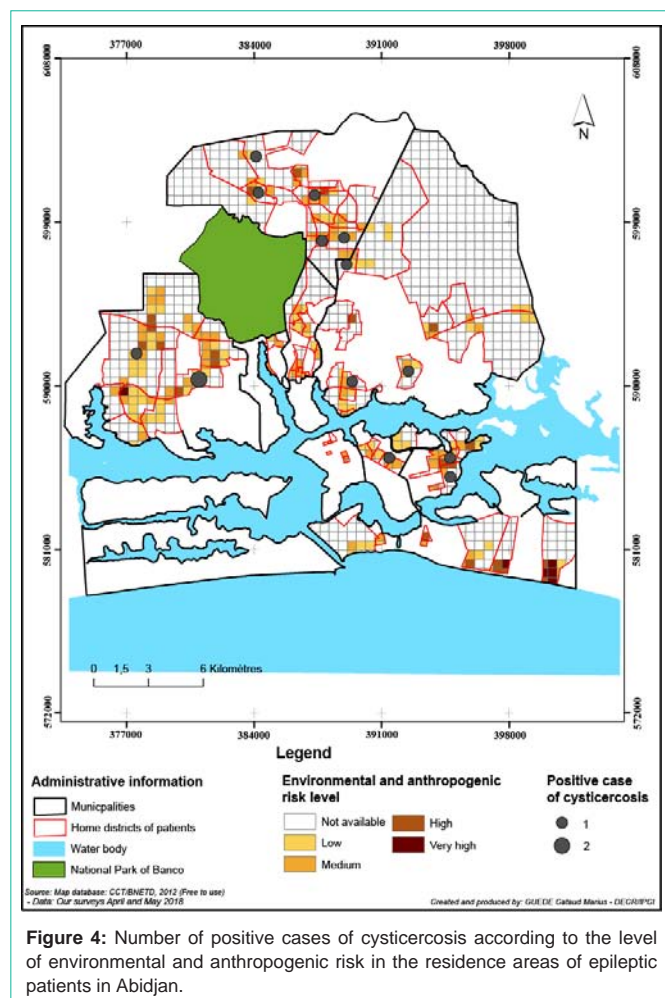 377000 384000 391000 398000
608000 608000
N
599000 599000
590000 590000
581000 581000
0 1,5 3 6 Kilomètres
572000 572000
377000 384000 391000 398000
Legend
Administrative information
Municpalities
Home districts of patients
Water body
National Park of Banco
Environmental and anthropogenic
risk level
Not available
Low
Medium
High
Very high
Positive case
of cysticercosis
1
2
Source: Map database: CCT/BNETD, 2012 (Free to use)
- Data: Our surveys April and May 2018
Created and produced by: GUEDE Gataud Marius - DEGR/IPGI
Figure 4: Number of positive cases of cysticercosis according to the level
of environmental and anthropogenic risk in the residence areas of epileptic
patients in Abidjan.